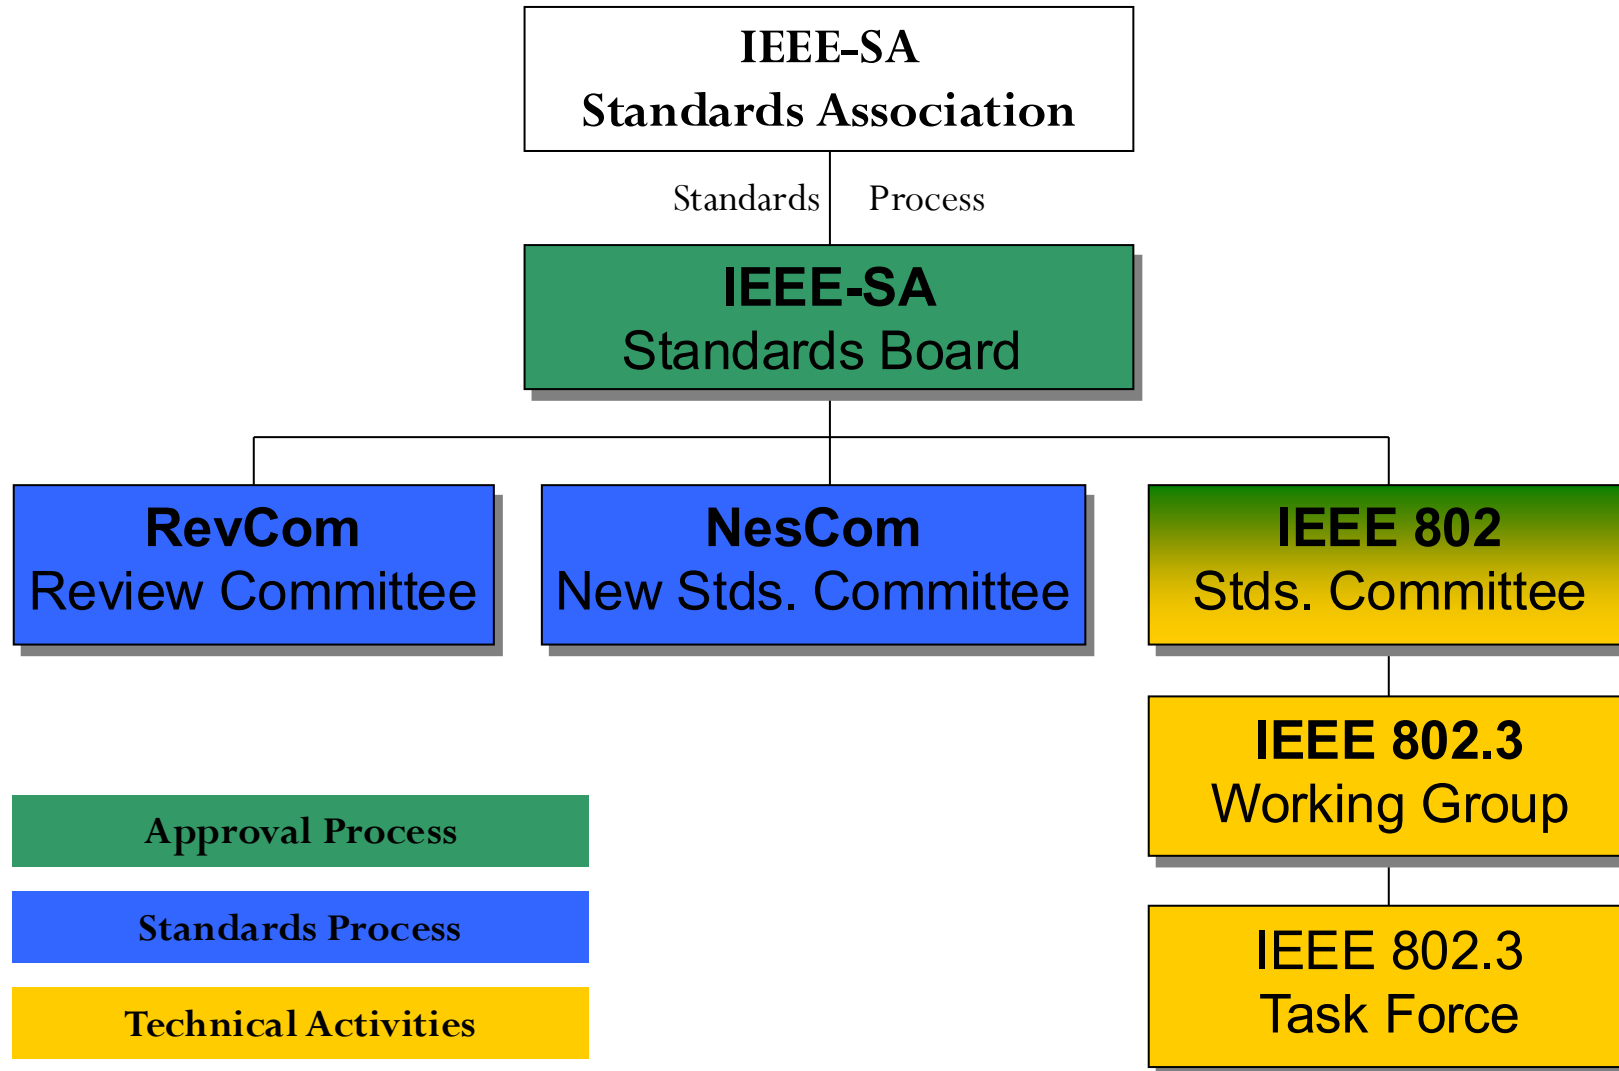 IEEE-SA
Standards Association
Standards Process
IEEE-SA
Standards Board
RevCom
Review Committee
NesCom
New Stds. Committee
IEEE 802
Stds. Committee
IEEE 802.3
Working Group
IEEE 802.3
Task Force
Approval Process
Standards Process
Technical Activities